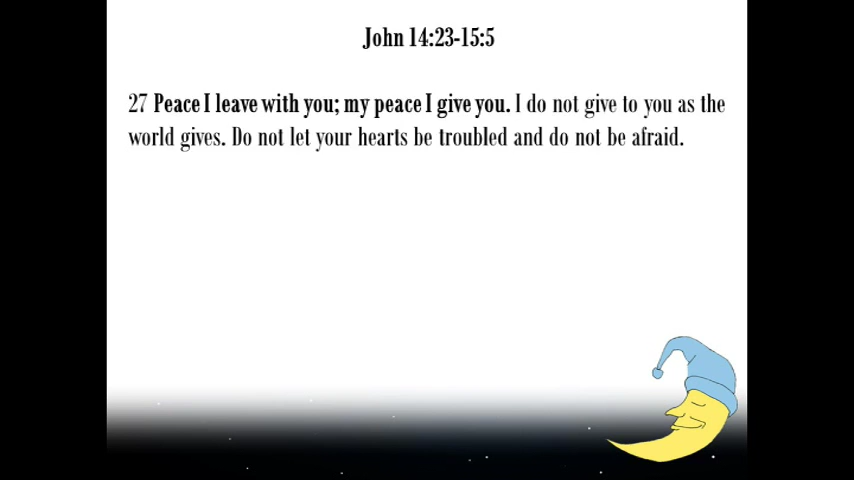 John 14:23-15:5
27 Peace I leave with you; my peace I give you. I do not give to you as the
world gives. Do not let your hearts be troubled and do not be afraid.